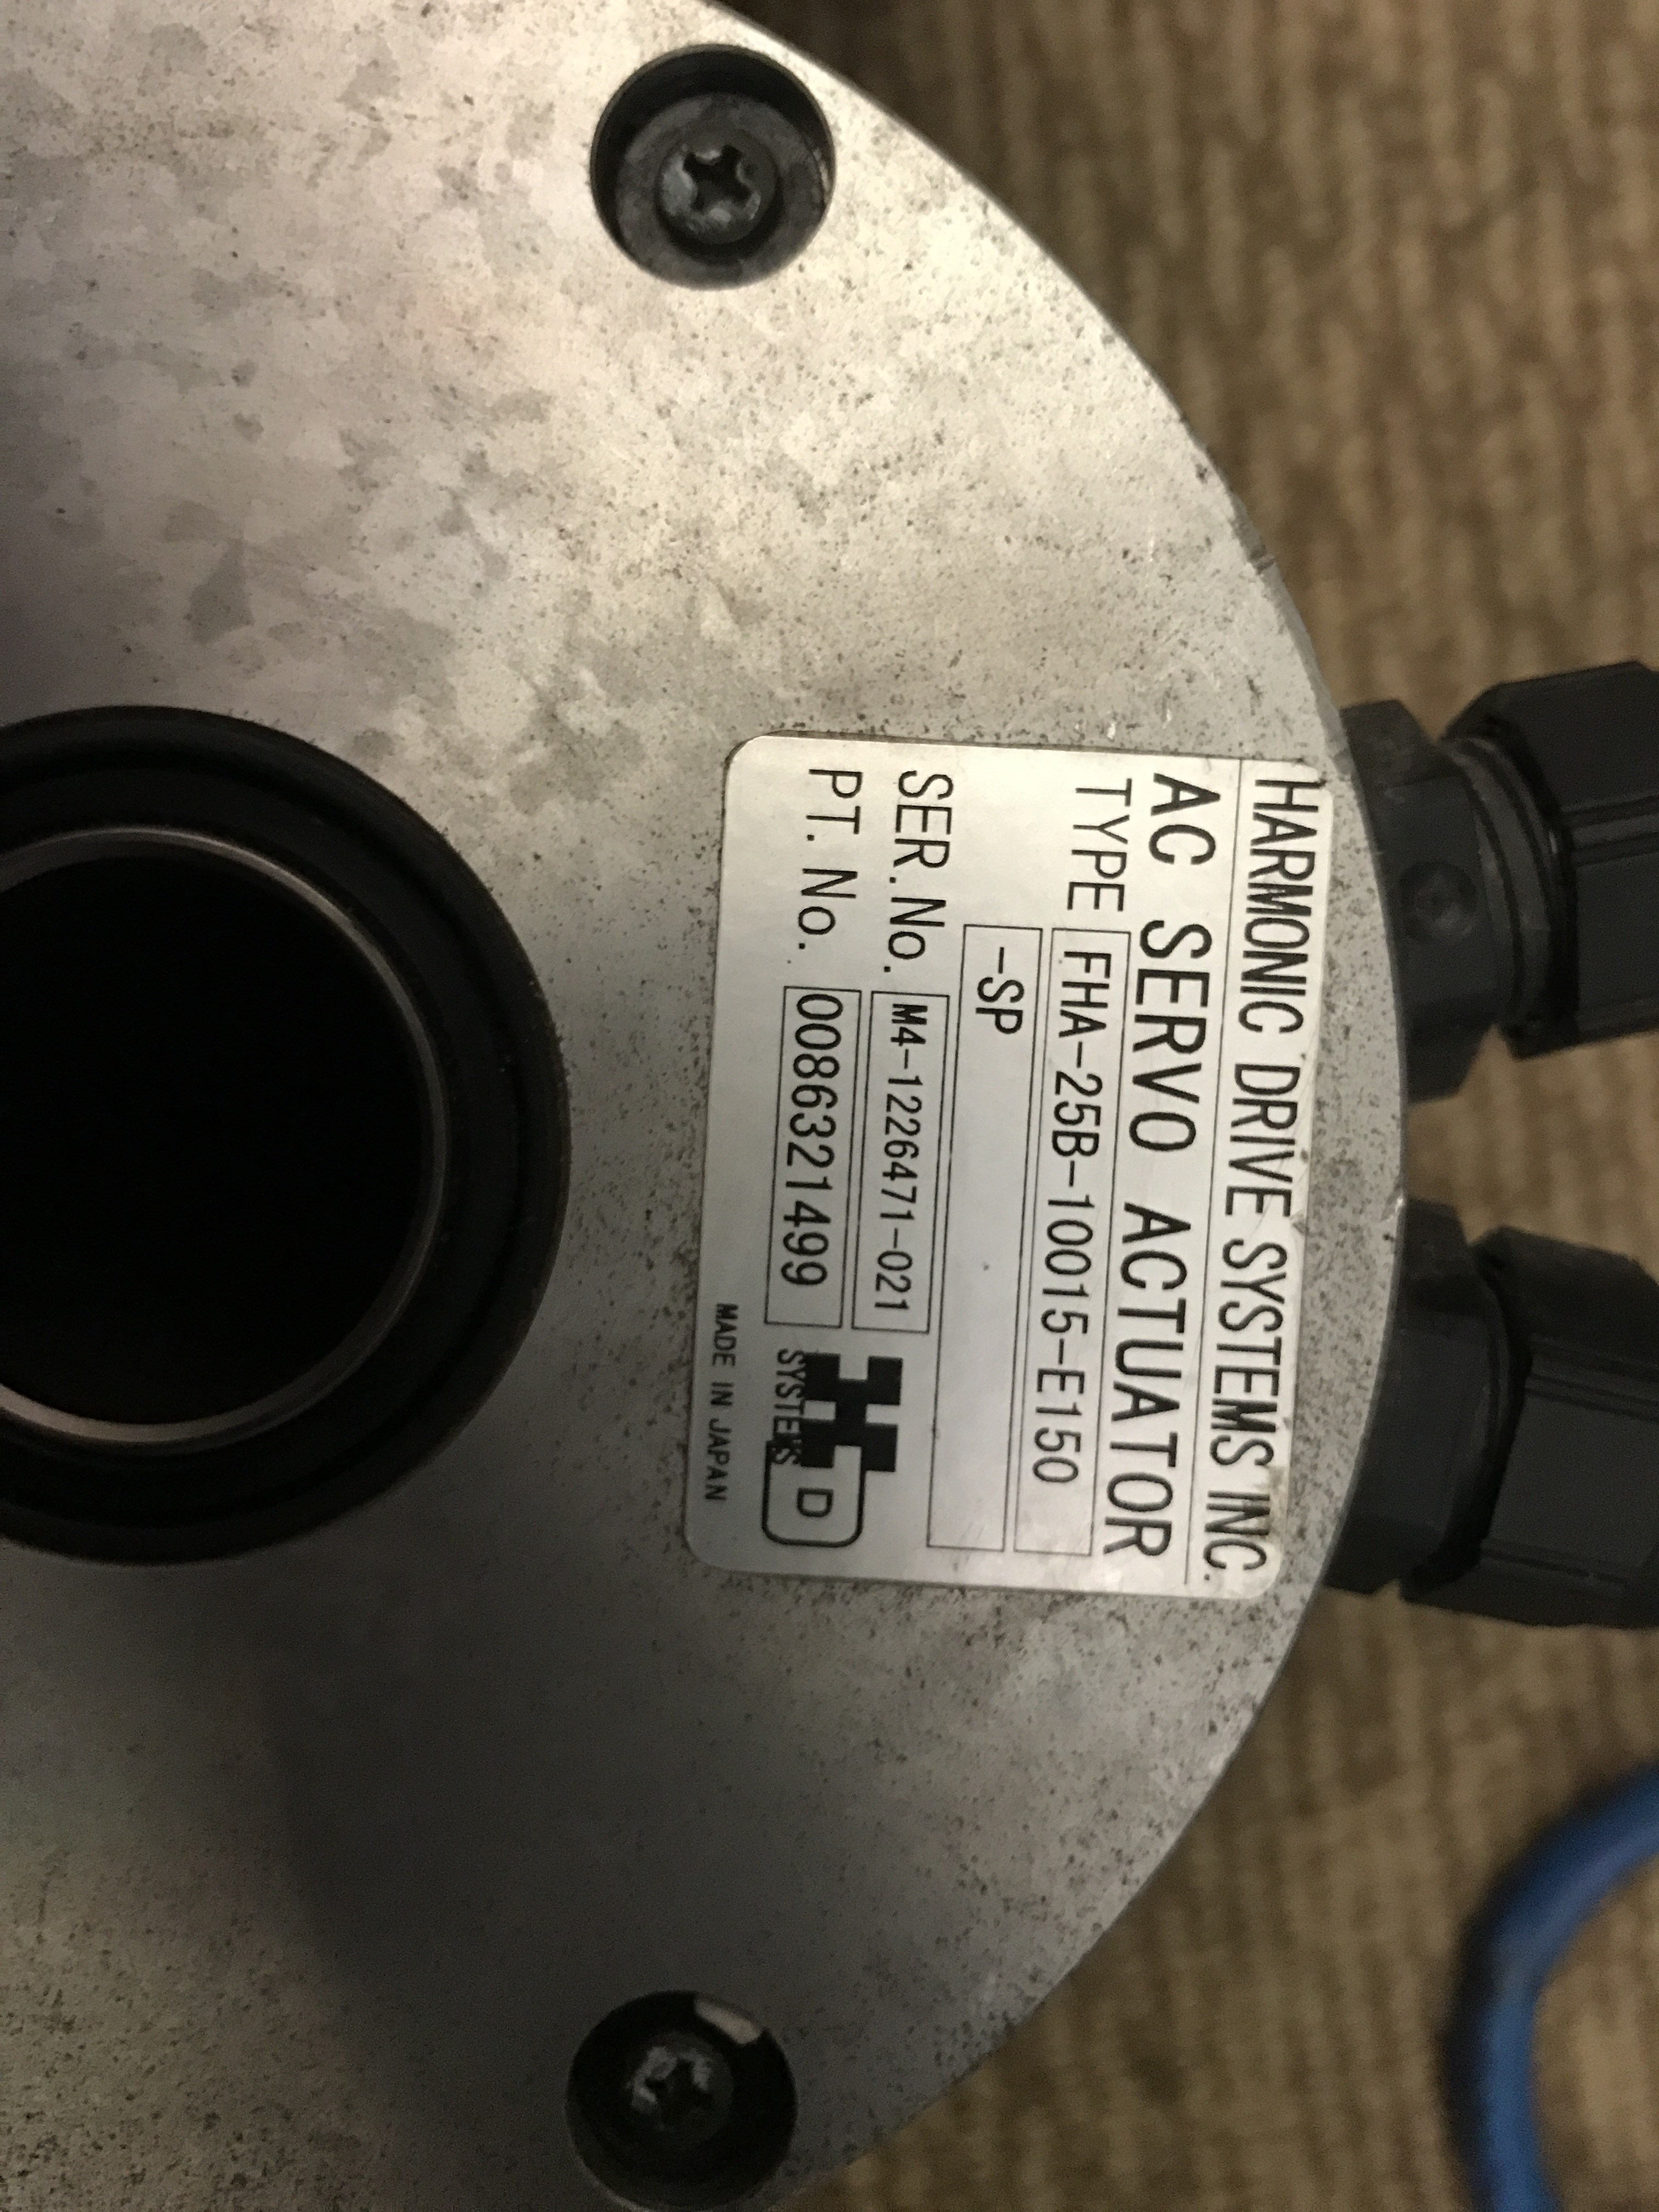 HARMONIC DRIVE SYSTEMS INC.
AC SERVO ACTUATOR
TYPE FHA-25B-10015-E150
-SP
SER.No. M4-1226471-021
PT. No. 0086321499
D
SYSTEMS
MADE IN JAPAN